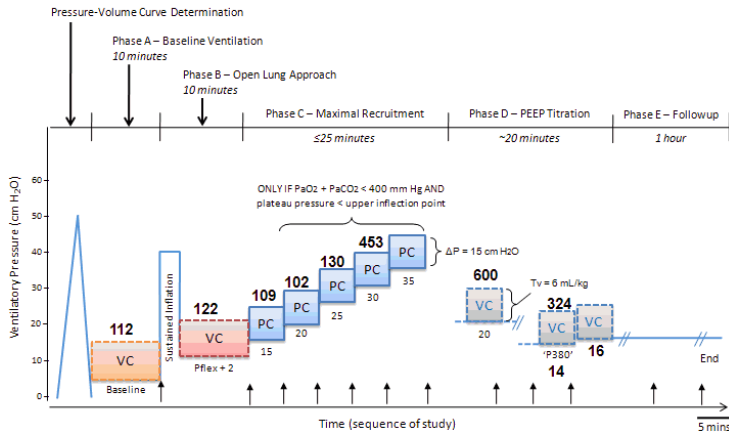 Pressure-Volume Curve Determination
Phase A – Baseline Ventilation
10 minutes
Phase B – Open Lung Approach
10 minutes
Phase C – Maximal Recruitment
Phase D – PEEP Titration
Phase E – Followup
≤25 minutes
~20 minutes
1 hour
Ventilatory Pressure (cm H₂O)
60
50
40
30
20
10
0
ONLY IF PaO2 + PaCO2 < 400 mm Hg AND
plateau pressure < upper inflection point
112
VC
Baseline
Sustained Inflation
122
VC
Pflex + 2
109
PC
15
102
PC
20
130
PC
25
453
PC
30
PC
35
ΔP = 15 cm H₂O
600
VC
20
Tv = 6 mL/kg
324
VC
'P380'
14
VC
16
End
Time (sequence of study)
5 mins